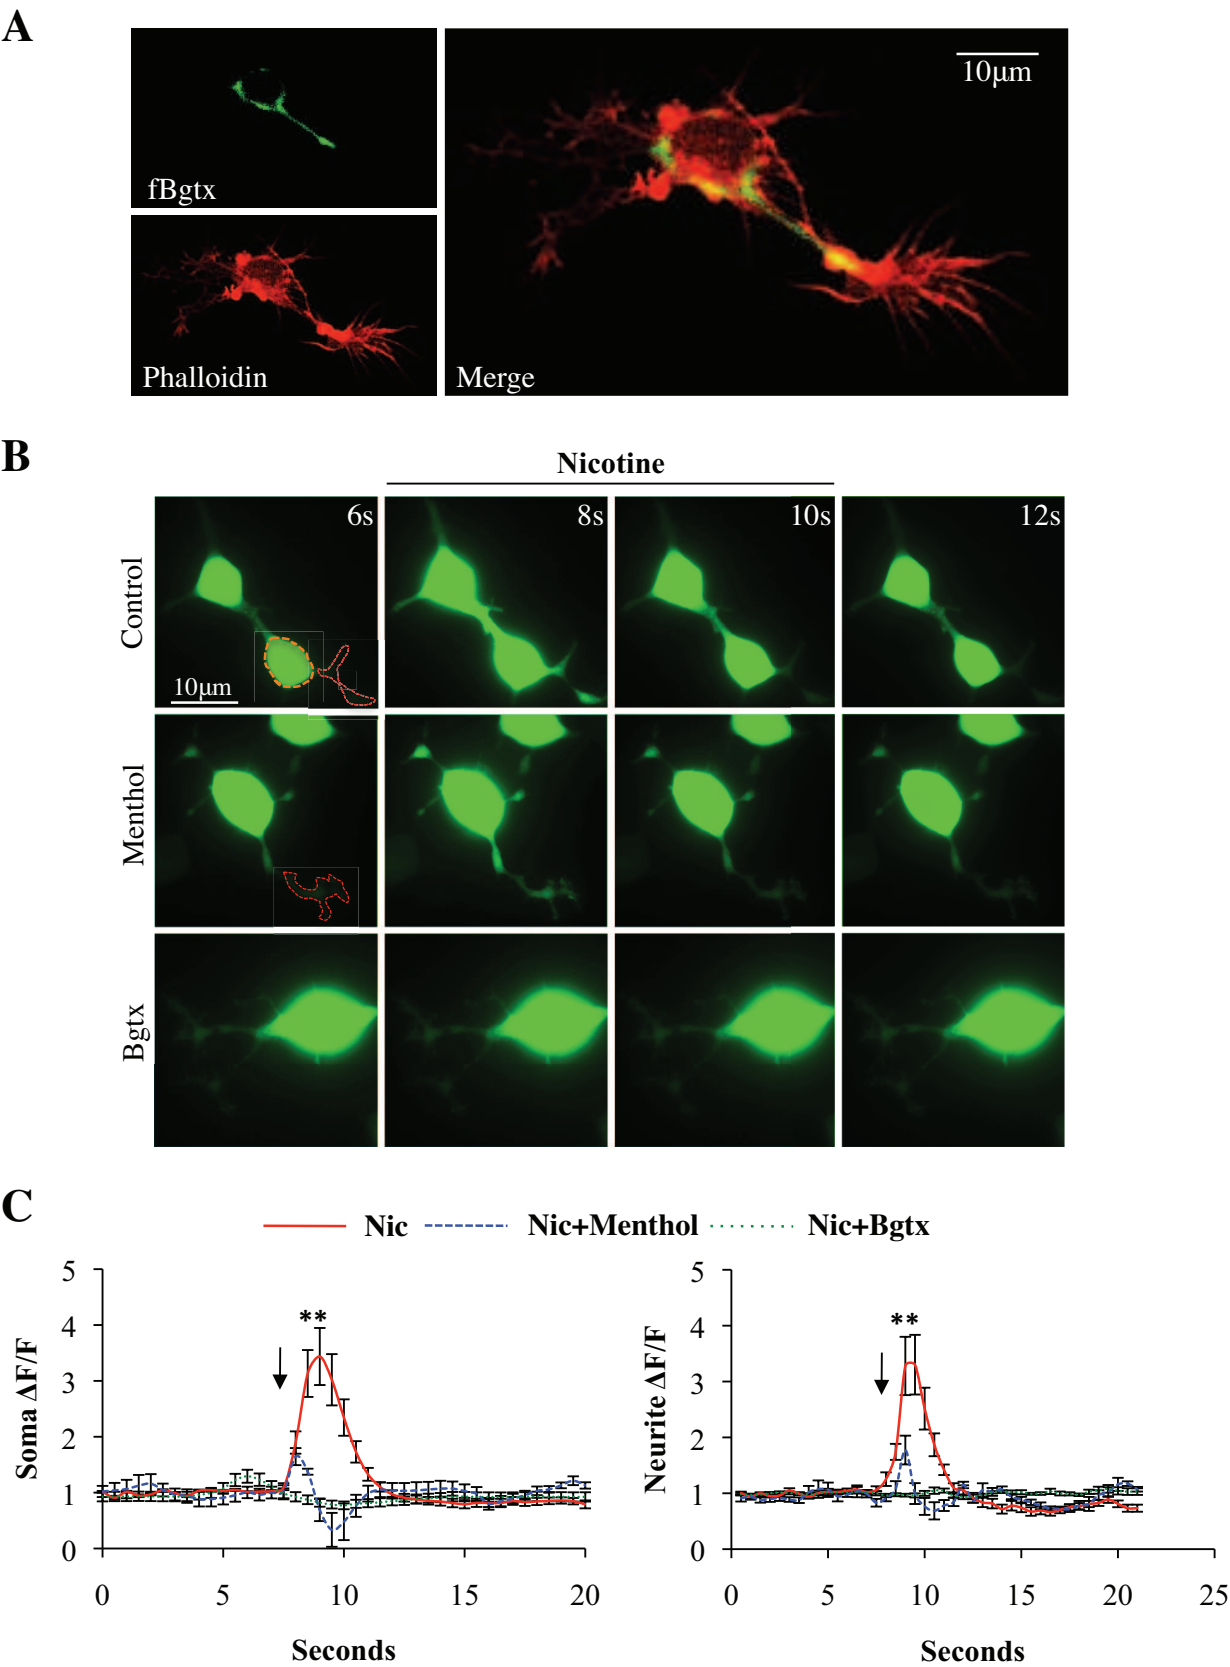 A
fBgtx
Phalloidin
10µm
Merge
B
Nicotine
6s
8s
10s
12s
Control
10µm
Menthol
Bgtx
C
Nic
Nic+Menthol
Nic+Bgtx
Soma ΔF/F
5
4
3
2
1
0
**
0 5 10 15 20
Seconds
Neurite ΔF/F
5
4
3
2
1
0
**
0 5 10 15 20 25
Seconds